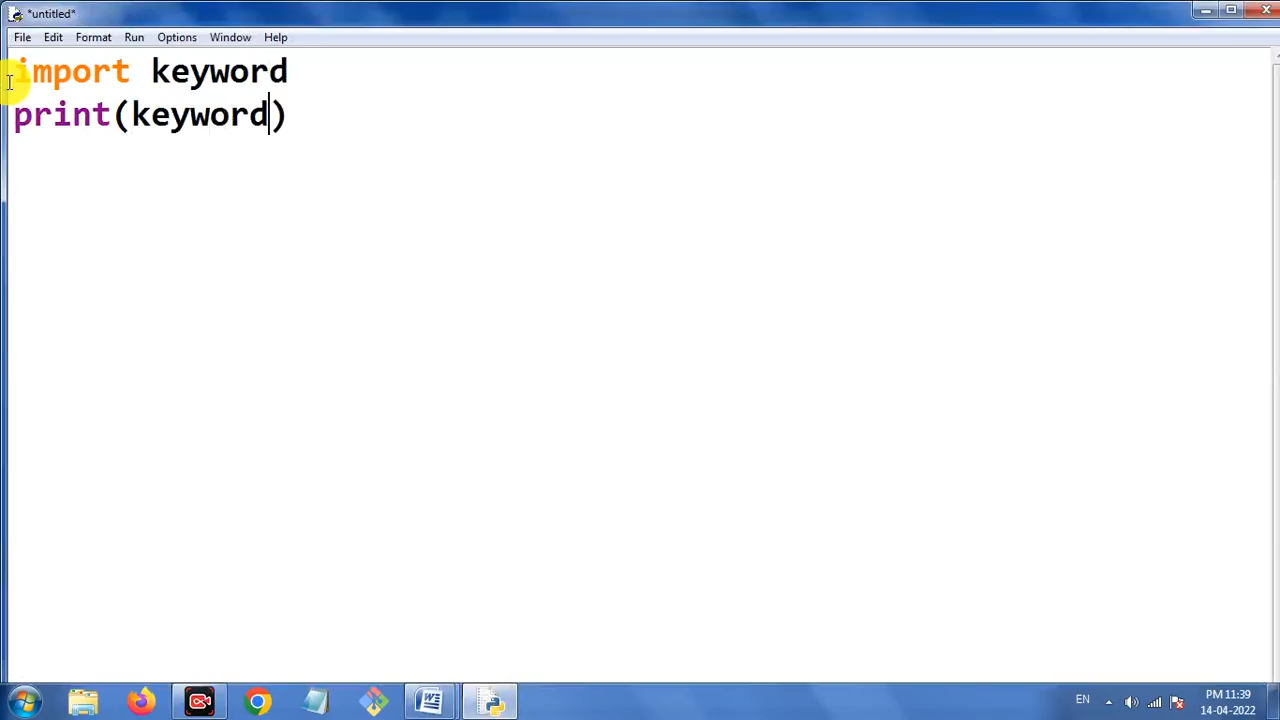 *untitled*
File Edit Format Run Options Window Help
import keyword
print(keyword)
EN
PM 11:39
14-04-2022